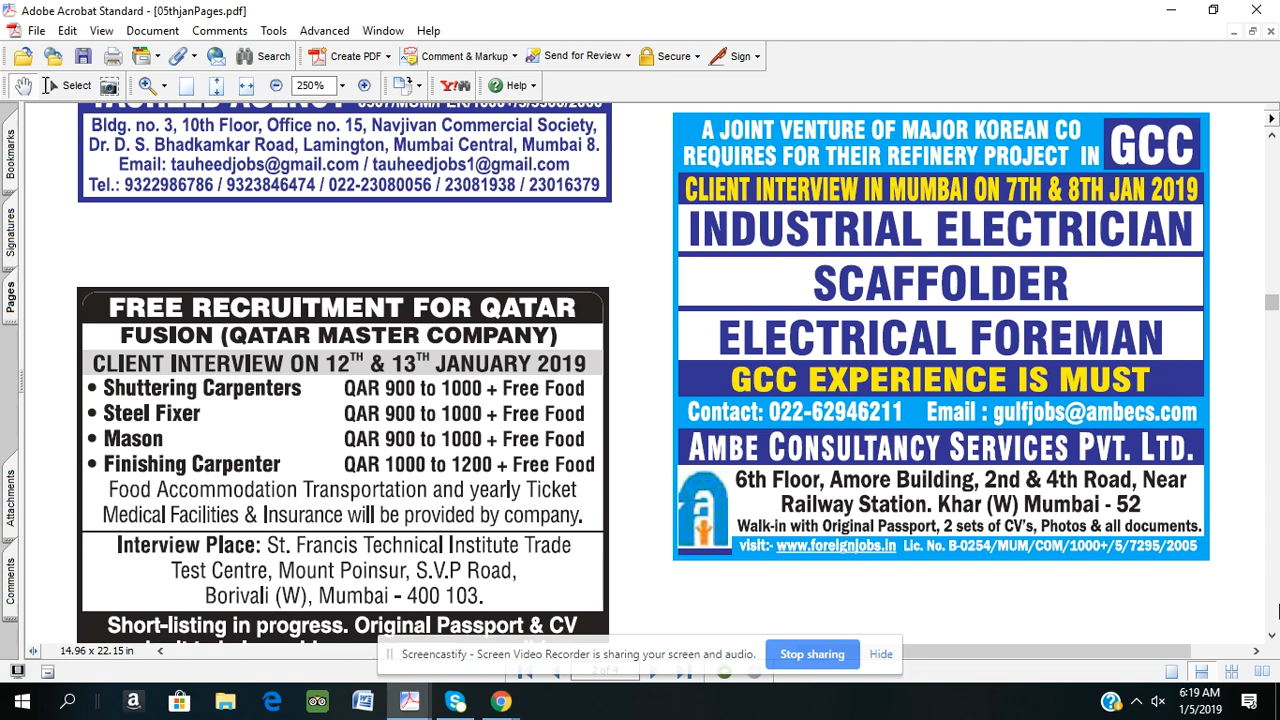 Adobe Acrobat Standard - [05thjanPages.pdf]
File Edit View Document Comments Tools Advanced Window Help
Search Create PDF Comment & Markup Send for Review Secure Sign
Select 250% Help
Bookmarks
Signatures
Pages
Attachments
Comments
TAUHEED AGENCY
Bldg. no. 3, 10th Floor, Office no. 15, Navjivan Commercial Society,
Dr. D. S. Bhadkamkar Road, Lamington, Mumbai Central, Mumbai 8.
Email: tauheedjobs@gmail.com / tauheedjobs1@gmail.com
Tel.: 9322986786 / 9323846474 / 022-23080056 / 23081938 / 23016379
FREE RECRUITMENT FOR QATAR
FUSION (QATAR MASTER COMPANY)
CLIENT INTERVIEW ON 12TH & 13TH JANUARY 2019
• Shuttering Carpenters QAR 900 to 1000 + Free Food
• Steel Fixer QAR 900 to 1000 + Free Food
• Mason QAR 900 to 1000 + Free Food
• Finishing Carpenter QAR 1000 to 1200 + Free Food
Food Accommodation Transportation and yearly Ticket
Medical Facilities & Insurance will be provided by company.
Interview Place: St. Francis Technical Institute Trade
Test Centre, Mount Poinsur, S.V.P Road,
Borivali (W), Mumbai - 400 103.
Short-listing in progress. Original Passport & CV
A JOINT VENTURE OF MAJOR KOREAN CO
REQUIRES FOR THEIR REFINERY PROJECT IN GCC
CLIENT INTERVIEW IN MUMBAI ON 7TH & 8TH JAN 2019
INDUSTRIAL ELECTRICIAN
SCAFFOLDER
ELECTRICAL FOREMAN
GCC EXPERIENCE IS MUST
Contact: 022-62946211 Email : gulfjobs@ambecs.com
AMBE CONSULTANCY SERVICES PVT. LTD.
6th Floor, Amore Building, 2nd & 4th Road, Near
Railway Station. Khar (W) Mumbai - 52
Walk-in with Original Passport, 2 sets of CV's, Photos & all documents.
visit:- www.foreignjobs.in Lic. No. B-0254/MUM/COM/1000+/5/7295/2005
14.96 x 22.15 in
Screencastify - Screen Video Recorder is sharing your screen and audio. Stop sharing Hide
2 of 4
6:19 AM
1/5/2019